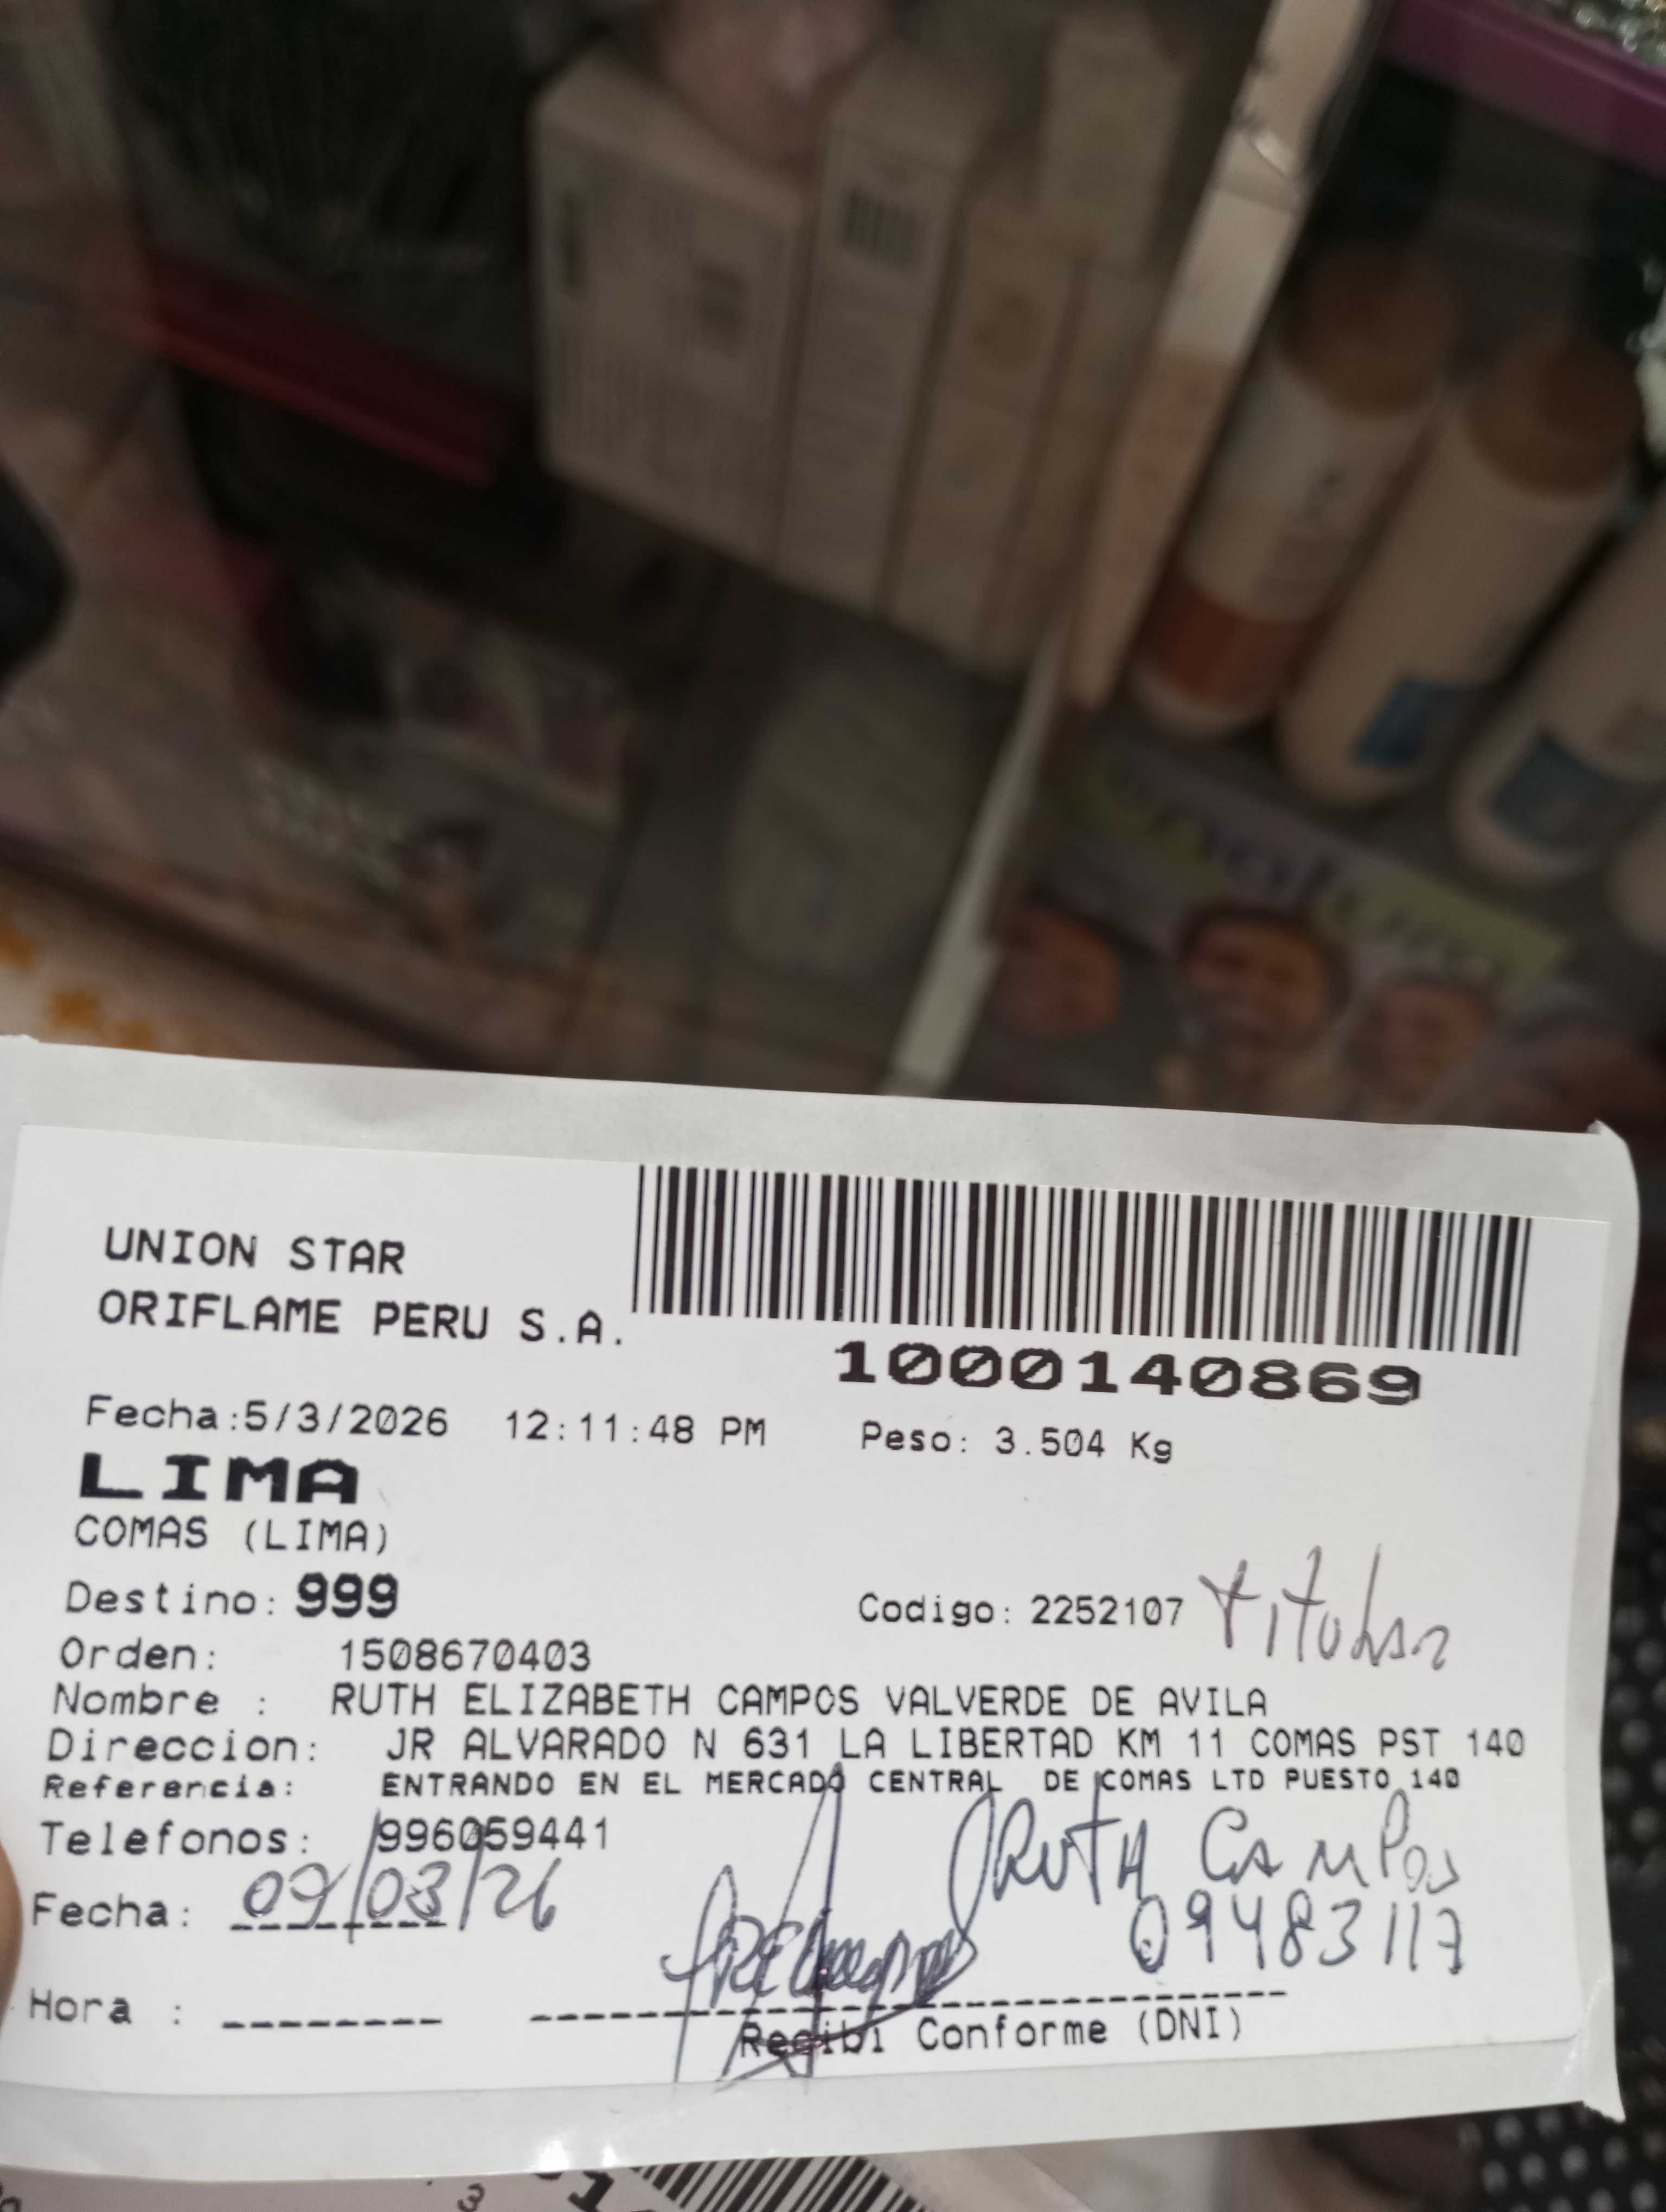 UNION STAR
ORIFLAME PERU S.A.
1000140869
Fecha:5/3/2026 12:11:48 PM Peso: 3.504 Kg
LIMA
COMAS (LIMA)
Destino: 999 Codigo: 2252107 titular
Orden: 1508670403
Nombre : RUTH ELIZABETH CAMPOS VALVERDE DE AVILA
Direccion: JR ALVARADO N 631 LA LIBERTAD KM 11 COMAS PST 140
Referencia: ENTRANDO EN EL MERCADO CENTRAL DE COMAS LTD PUESTO 140
Telefonos: 996059441
RUTH CAMPOS
Fecha: 09/03/26 09483117
Hora :
Recibi Conforme (DNI)
3